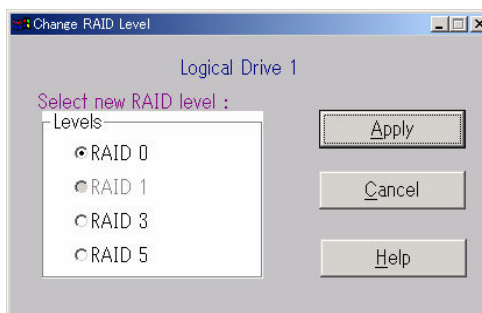 Change RAID Level
Logical Drive 1
Select new RAID level :
Levels
RAID 0
RAID 1
RAID 3
RAID 5
Apply
Cancel
Help